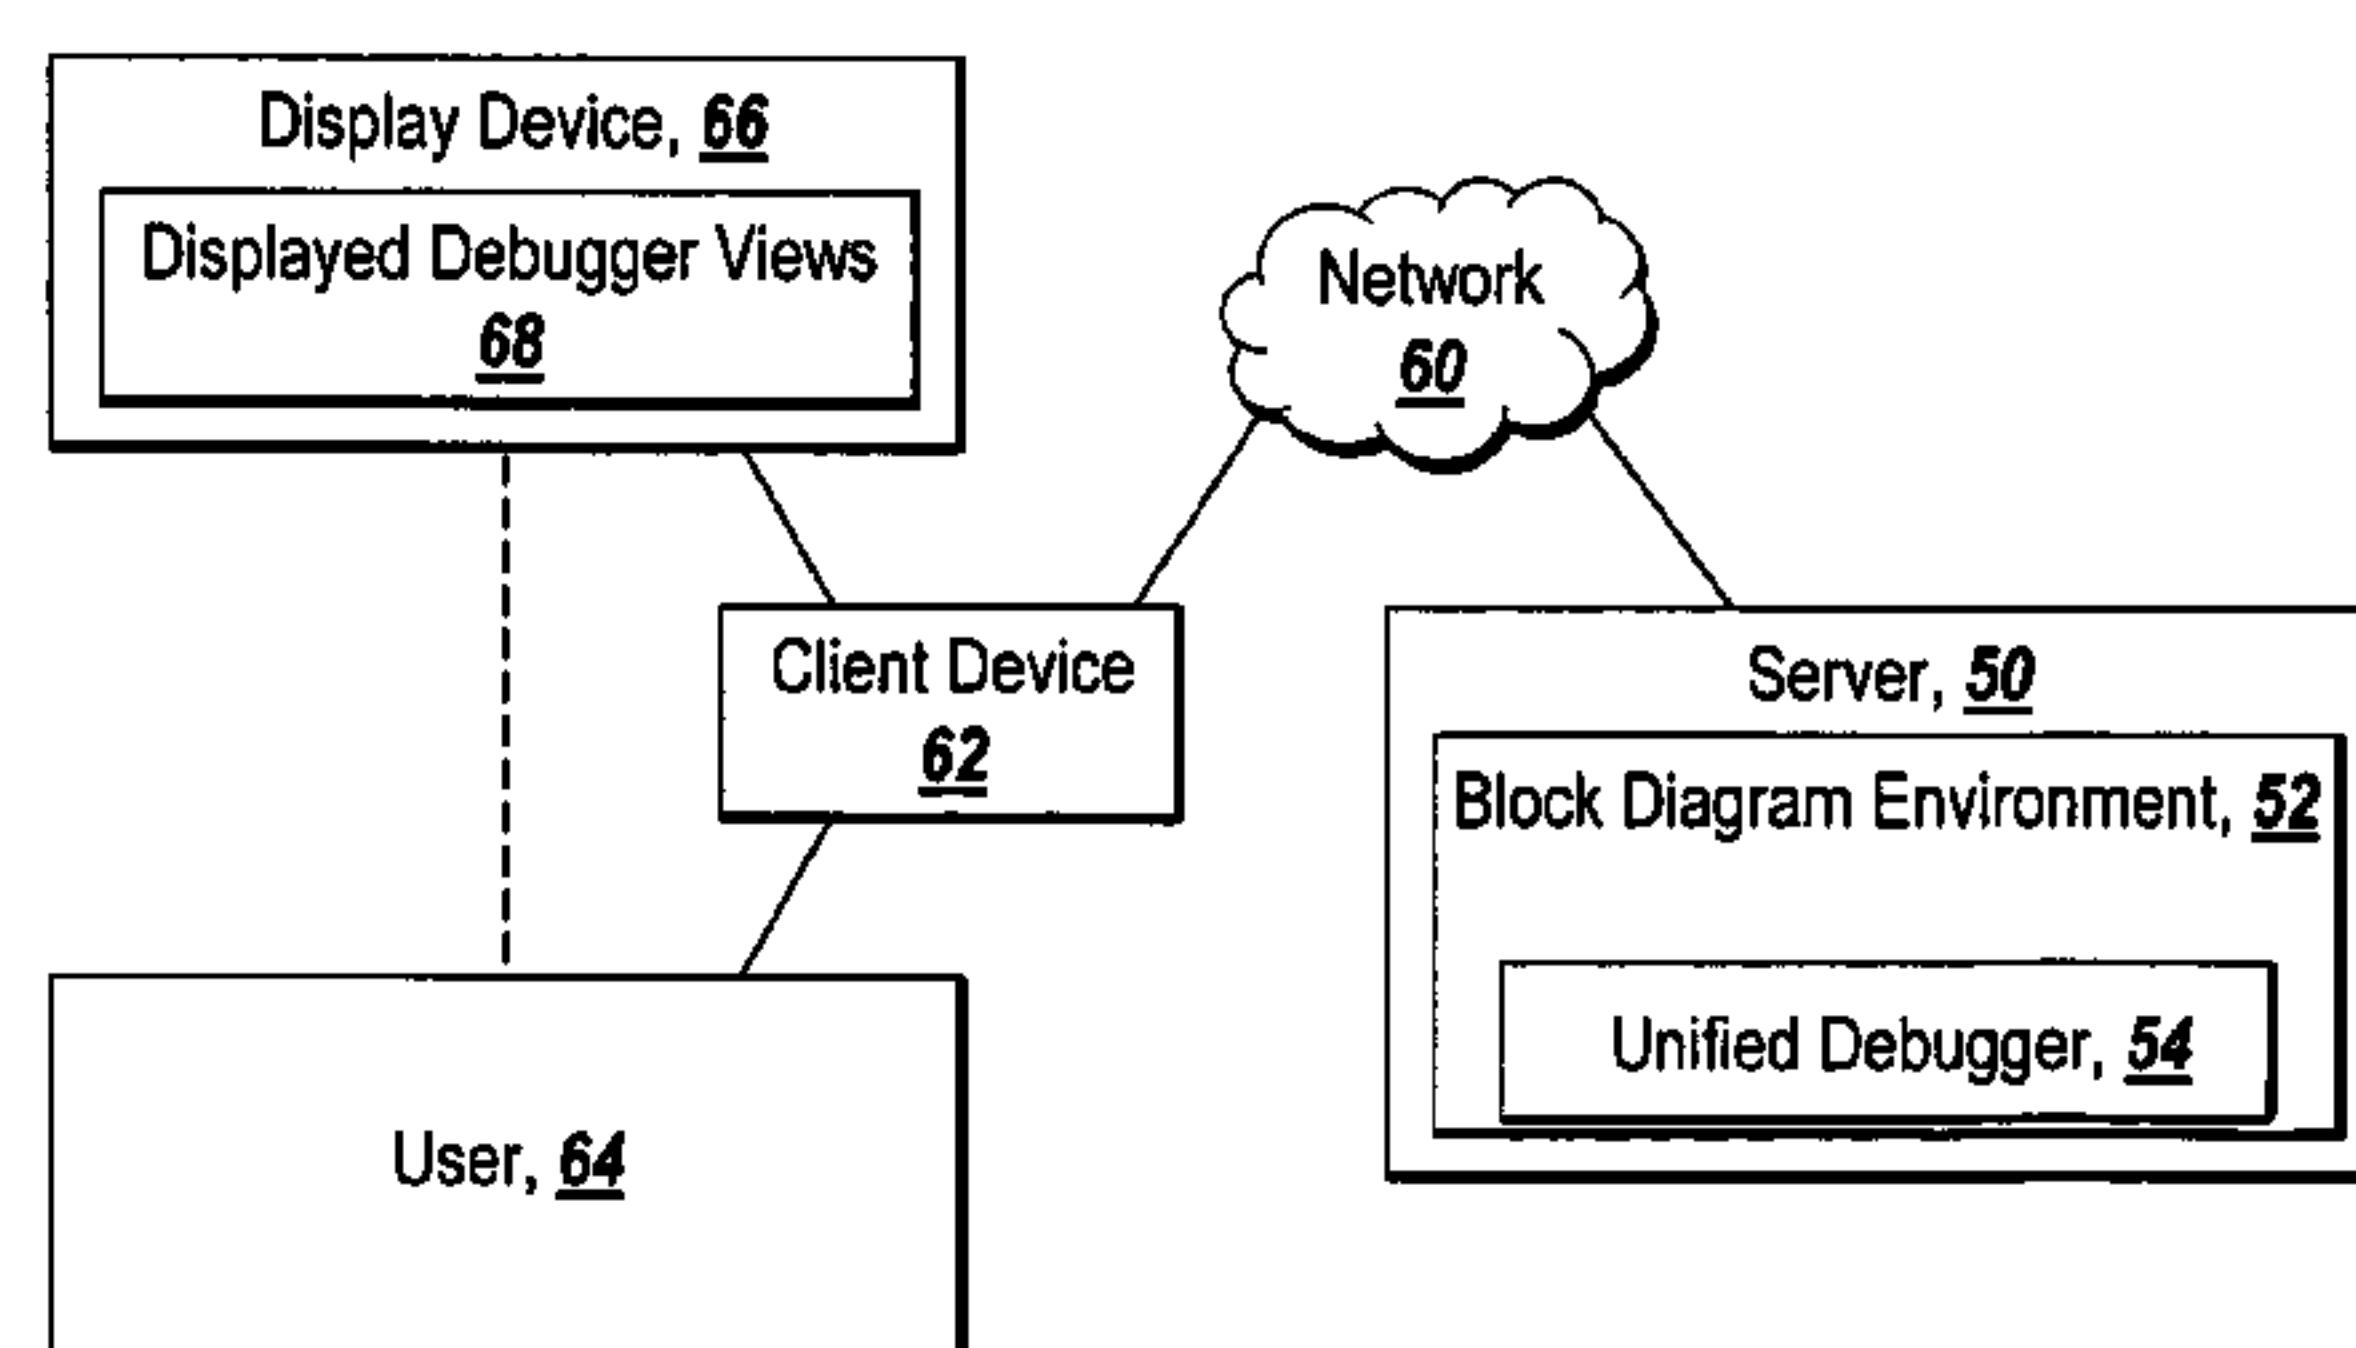 Display Device, 66
Displayed Debugger Views
68
Network
60
Client Device
62
Server, 50
Block Diagram Environment, 52
Unified Debugger, 54
User, 64